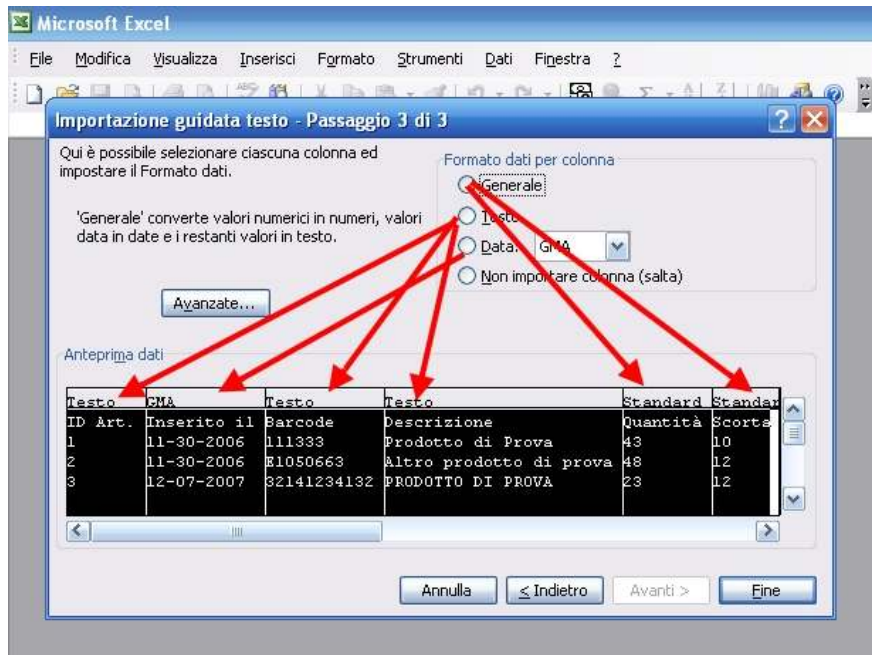 Microsoft Excel
File Modifica Visualizza Inserisci Formato Strumenti Dati Finestra ?
Importazione guidata testo - Passaggio 3 di 3
Qui è possibile selezionare ciascuna colonna ed
impostare il Formato dati.
'Generale' converte valori numerici in numeri, valori
data in date e i restanti valori in testo.
Avanzate...
Formato dati per colonna
Generale
Testo
Data: GMA
Non importare colonna (salta)
Anteprima dati
Testo GMA Testo Testo Standard Standar
ID Art. Inserito il Barcode Descrizione Quantità Scorta
1 11-30-2006 111333 Prodotto di Prova 43 10
2 11-30-2006 E1050663 Altro prodotto di prova 48 12
3 12-07-2007 32141234132 PRODOTTO DI PROVA 23 12
Annulla < Indietro Avanti > Fine